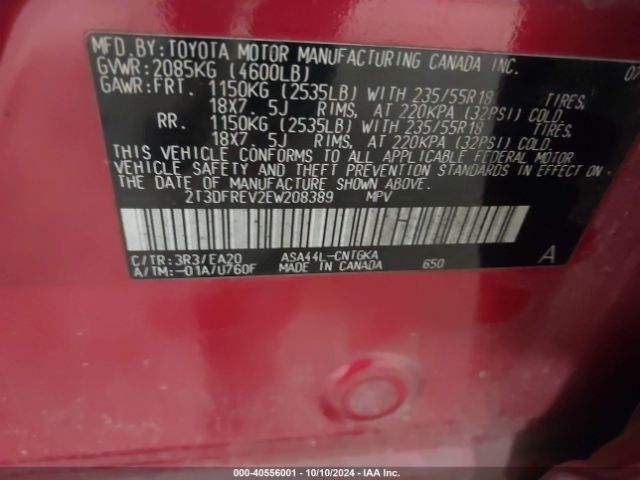 MFD. BY: TOYOTA MOTOR MANUFACTURING CANADA INC. 07
GVWR: 2085KG (4600LB)
GAWR: FRT. 1150KG (2535LB) WITH 235/55R18 TIRES,
18X7. 5J RIMS, AT 220KPA (32PSI) COLD.
RR. 1150KG (2535LB) WITH 235/55R18 TIRES,
18X7. 5J RIMS, AT 220KPA (32PSI) COLD.
THIS VEHICLE CONFORMS TO ALL APPLICABLE FEDERAL MOTOR
VEHICLE SAFETY AND THEFT PREVENTION STANDARDS IN EFFECT ON
THE DATE OF MANUFACTURE SHOWN ABOVE.
2T3DFREV2EW208389 MPV
C/TR: 3R3/EA20 ASA44L-CNTGKA A
A/TM: -01A/U760F MADE IN CANADA 650
000-40556001 - 10/10/2024 - IAA Inc.